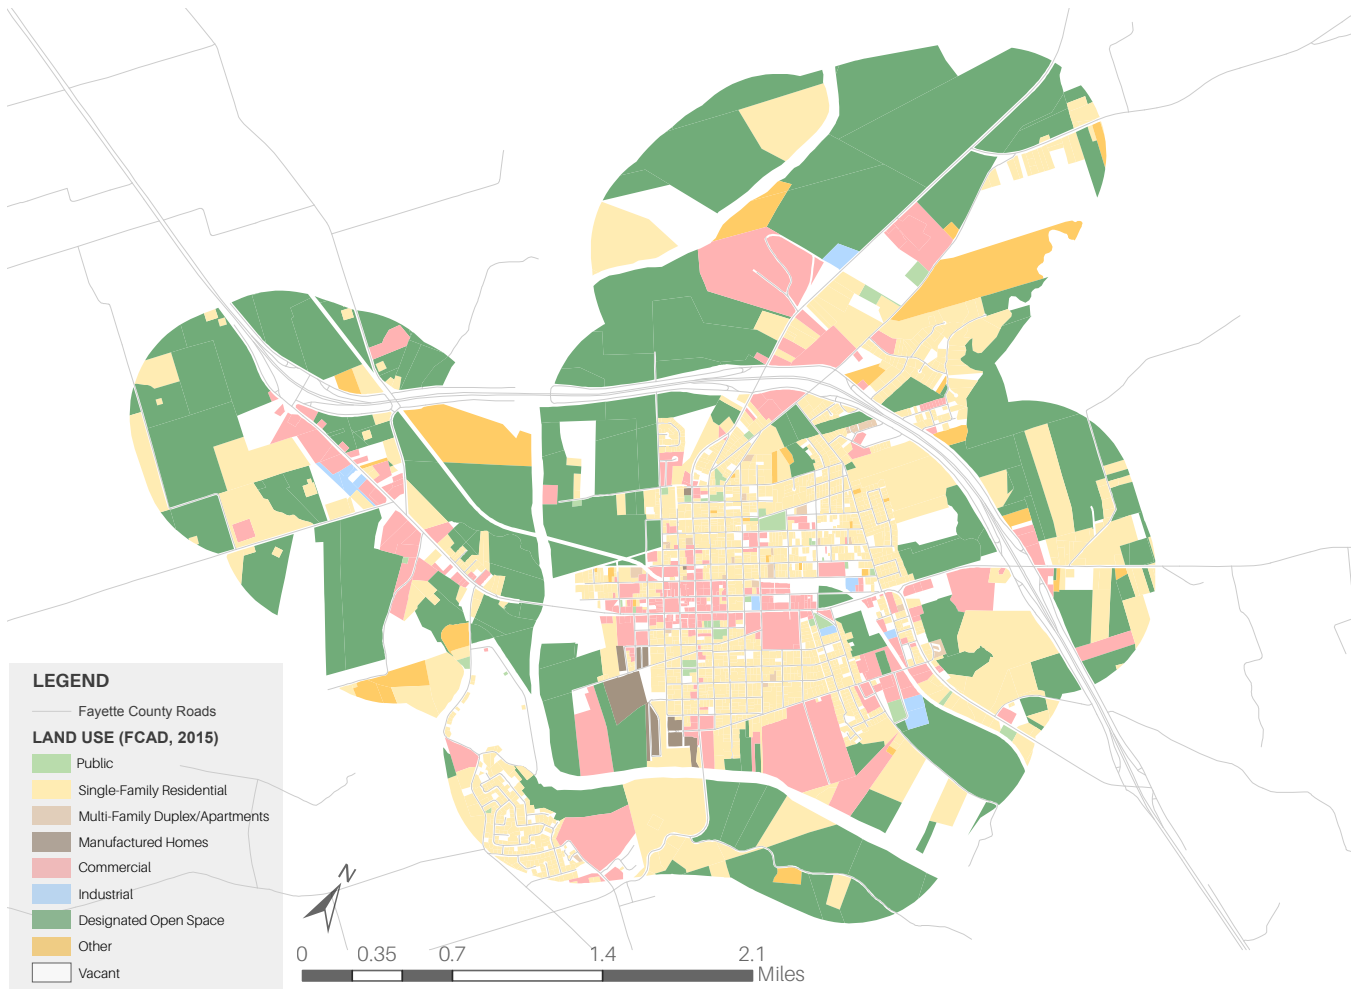 LEGEND
Fayette County Roads
LAND USE (FCAD, 2015)
Public
Single-Family Residential
Multi-Family Duplex/Apartments
Manufactured Homes
Commercial
Industrial
Designated Open Space
Other
Vacant
N
0 0.35 0.7 1.4 2.1
Miles